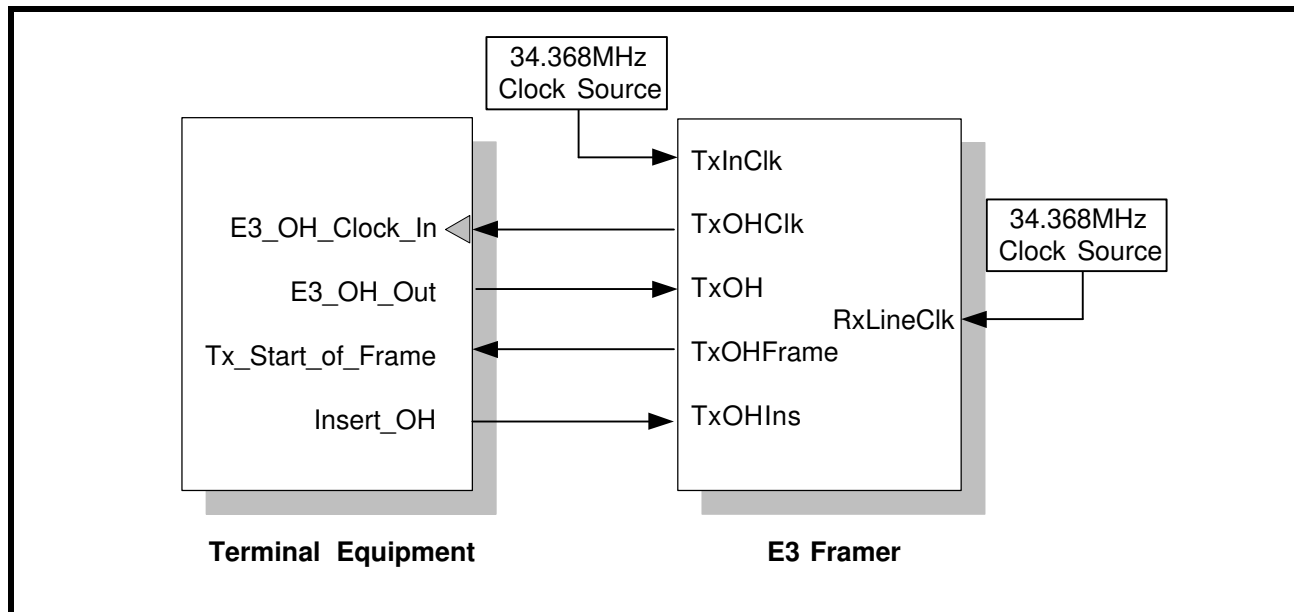 34.368MHz
Clock Source
TxInClk
E3_OH_Clock_In
TxOHClk
34.368MHz
Clock Source
E3_OH_Out
TxOH
RxLineClk
Tx_Start_of_Frame
TxOHFrame
Insert_OH
TxOHIns
Terminal Equipment
E3 Framer